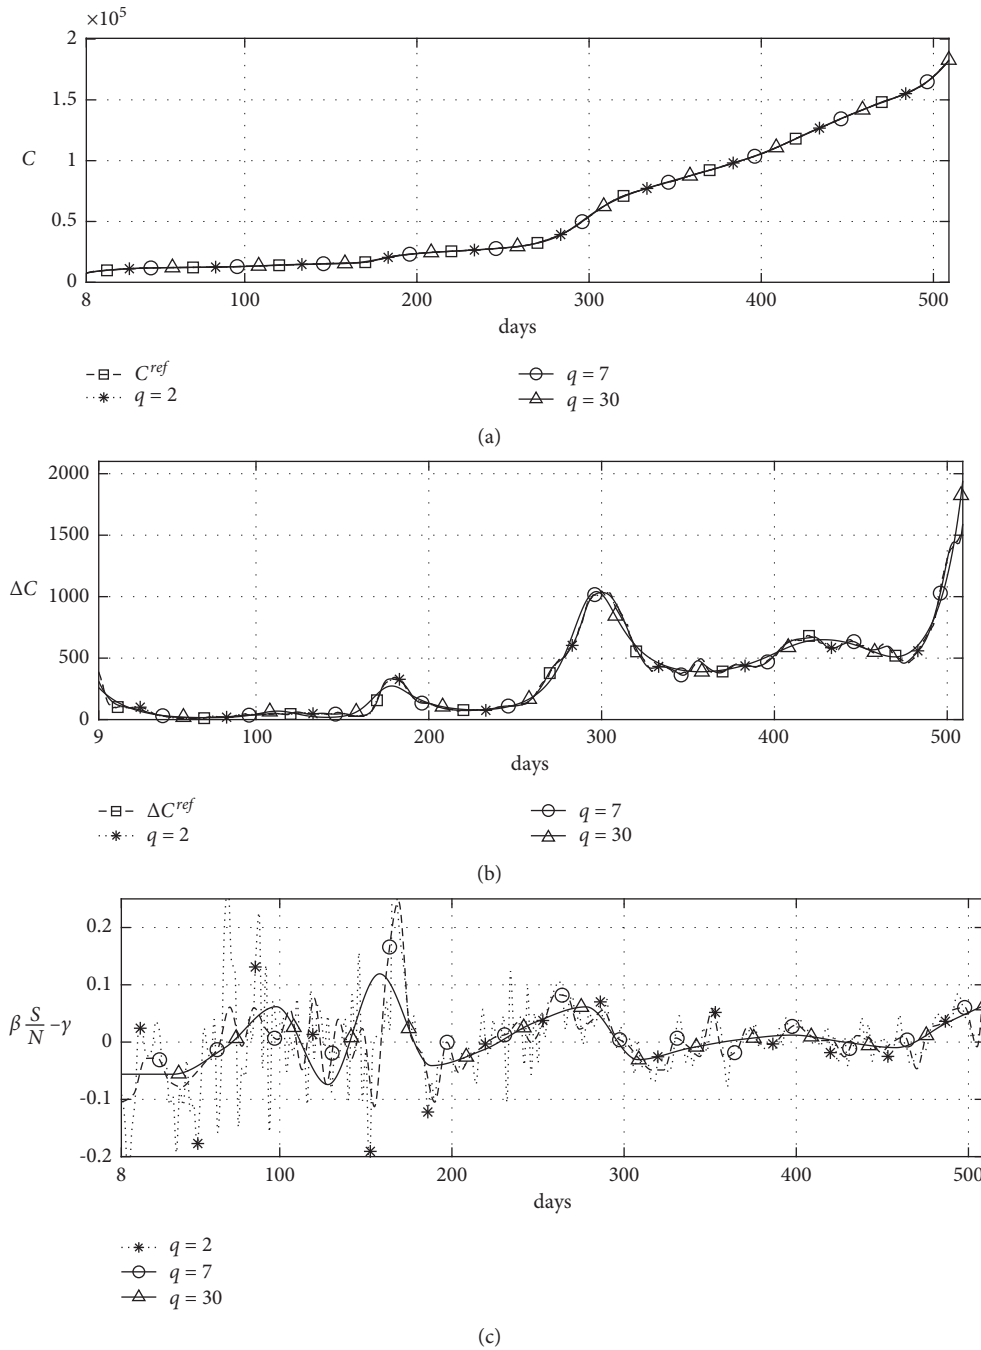 ×10⁵
2
1.5
1
0.5
0
C
8 100 200 300 400 500
days
C^ref
q = 2
q = 7
q = 30
(a)
2000
1500
1000
500
0
ΔC
9 100 200 300 400 500
days
ΔC^ref
q = 2
q = 7
q = 30
(b)
0.2
0.1
0
-0.1
-0.2
β S/N –γ
8 100 200 300 400 500
days
q = 2
q = 7
q = 30
(c)